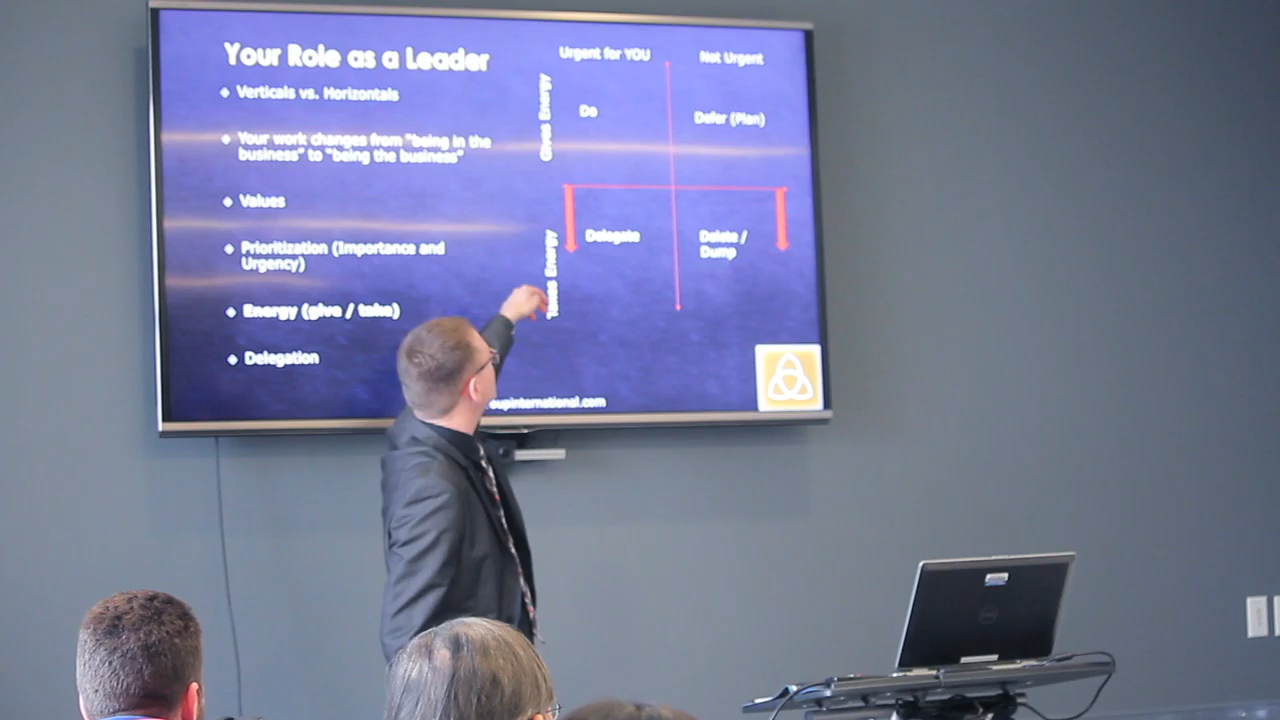 Your Role as a Leader
Verticals vs. Horizontals
Your work changes from "being in the
business" to "being the business"
Values
Prioritization (Importance and
Urgency)
Energy (give / take)
Delegation
Urgent for YOU
Not Urgent
Gives Energy
Do
Defer (Plan)
Takes Energy
Delegate
Delete /
Dump
oupinternational.com